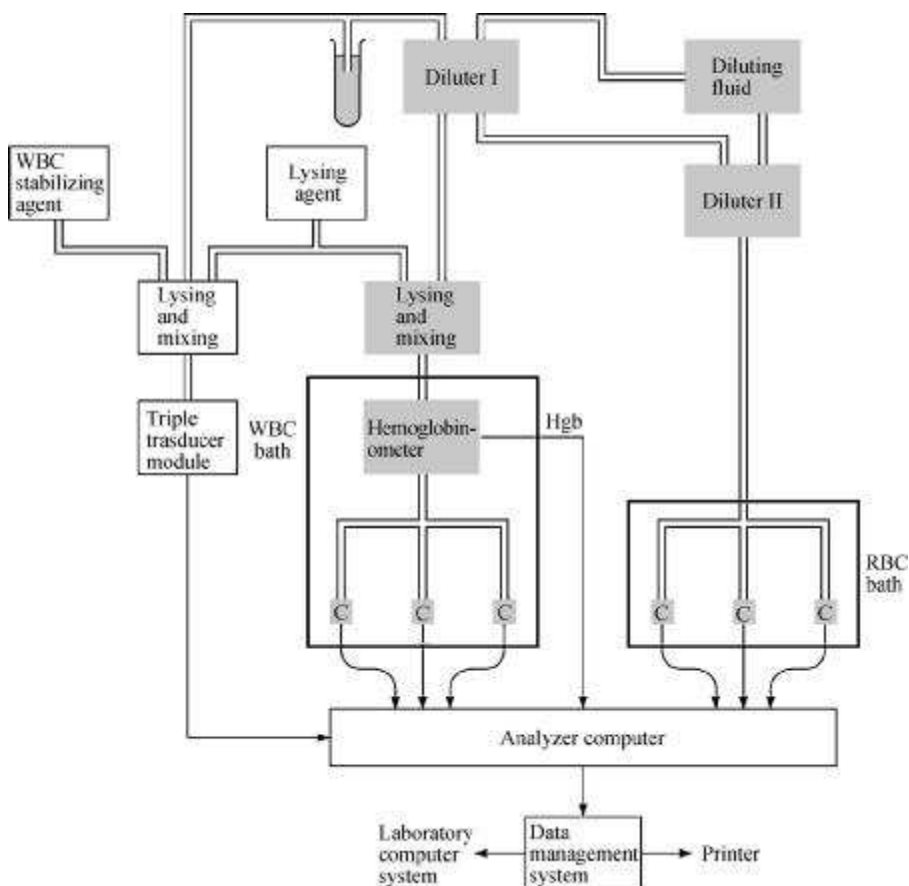 Diluter I
Diluting
fluid
WBC
stabilizing
agent
Lysing
agent
Diluter II
Lysing
and
mixing
Lysing
and
mixing
Triple
trasducer
module
WBC
bath
Hemoglobin-
ometer
Hgb
RBC
bath
C
C
C
C
C
C
Analyzer computer
Laboratory
computer
system
Data
management
system
Printer